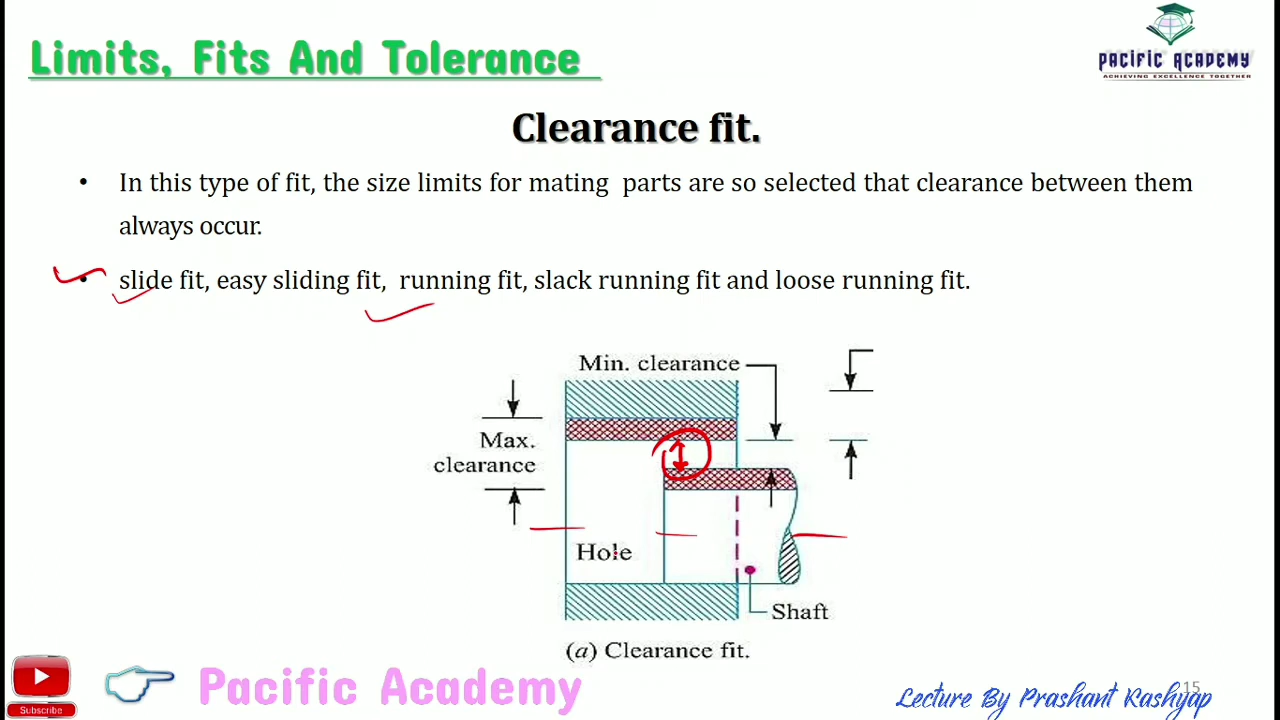 Limits, Fits And Tolerance
PACIFIC ACADEMY
ACHIEVING EXCELLENCE TOGETHER
Clearance fit.
• In this type of fit, the size limits for mating parts are so selected that clearance between them
always occur.
• slide fit, easy sliding fit, running fit, slack running fit and loose running fit.
Min. clearance
Max.
clearance
Hole
Shaft
(a) Clearance fit.
Subscribe
Pacific Academy
15
Lecture By Prashant Kashyap